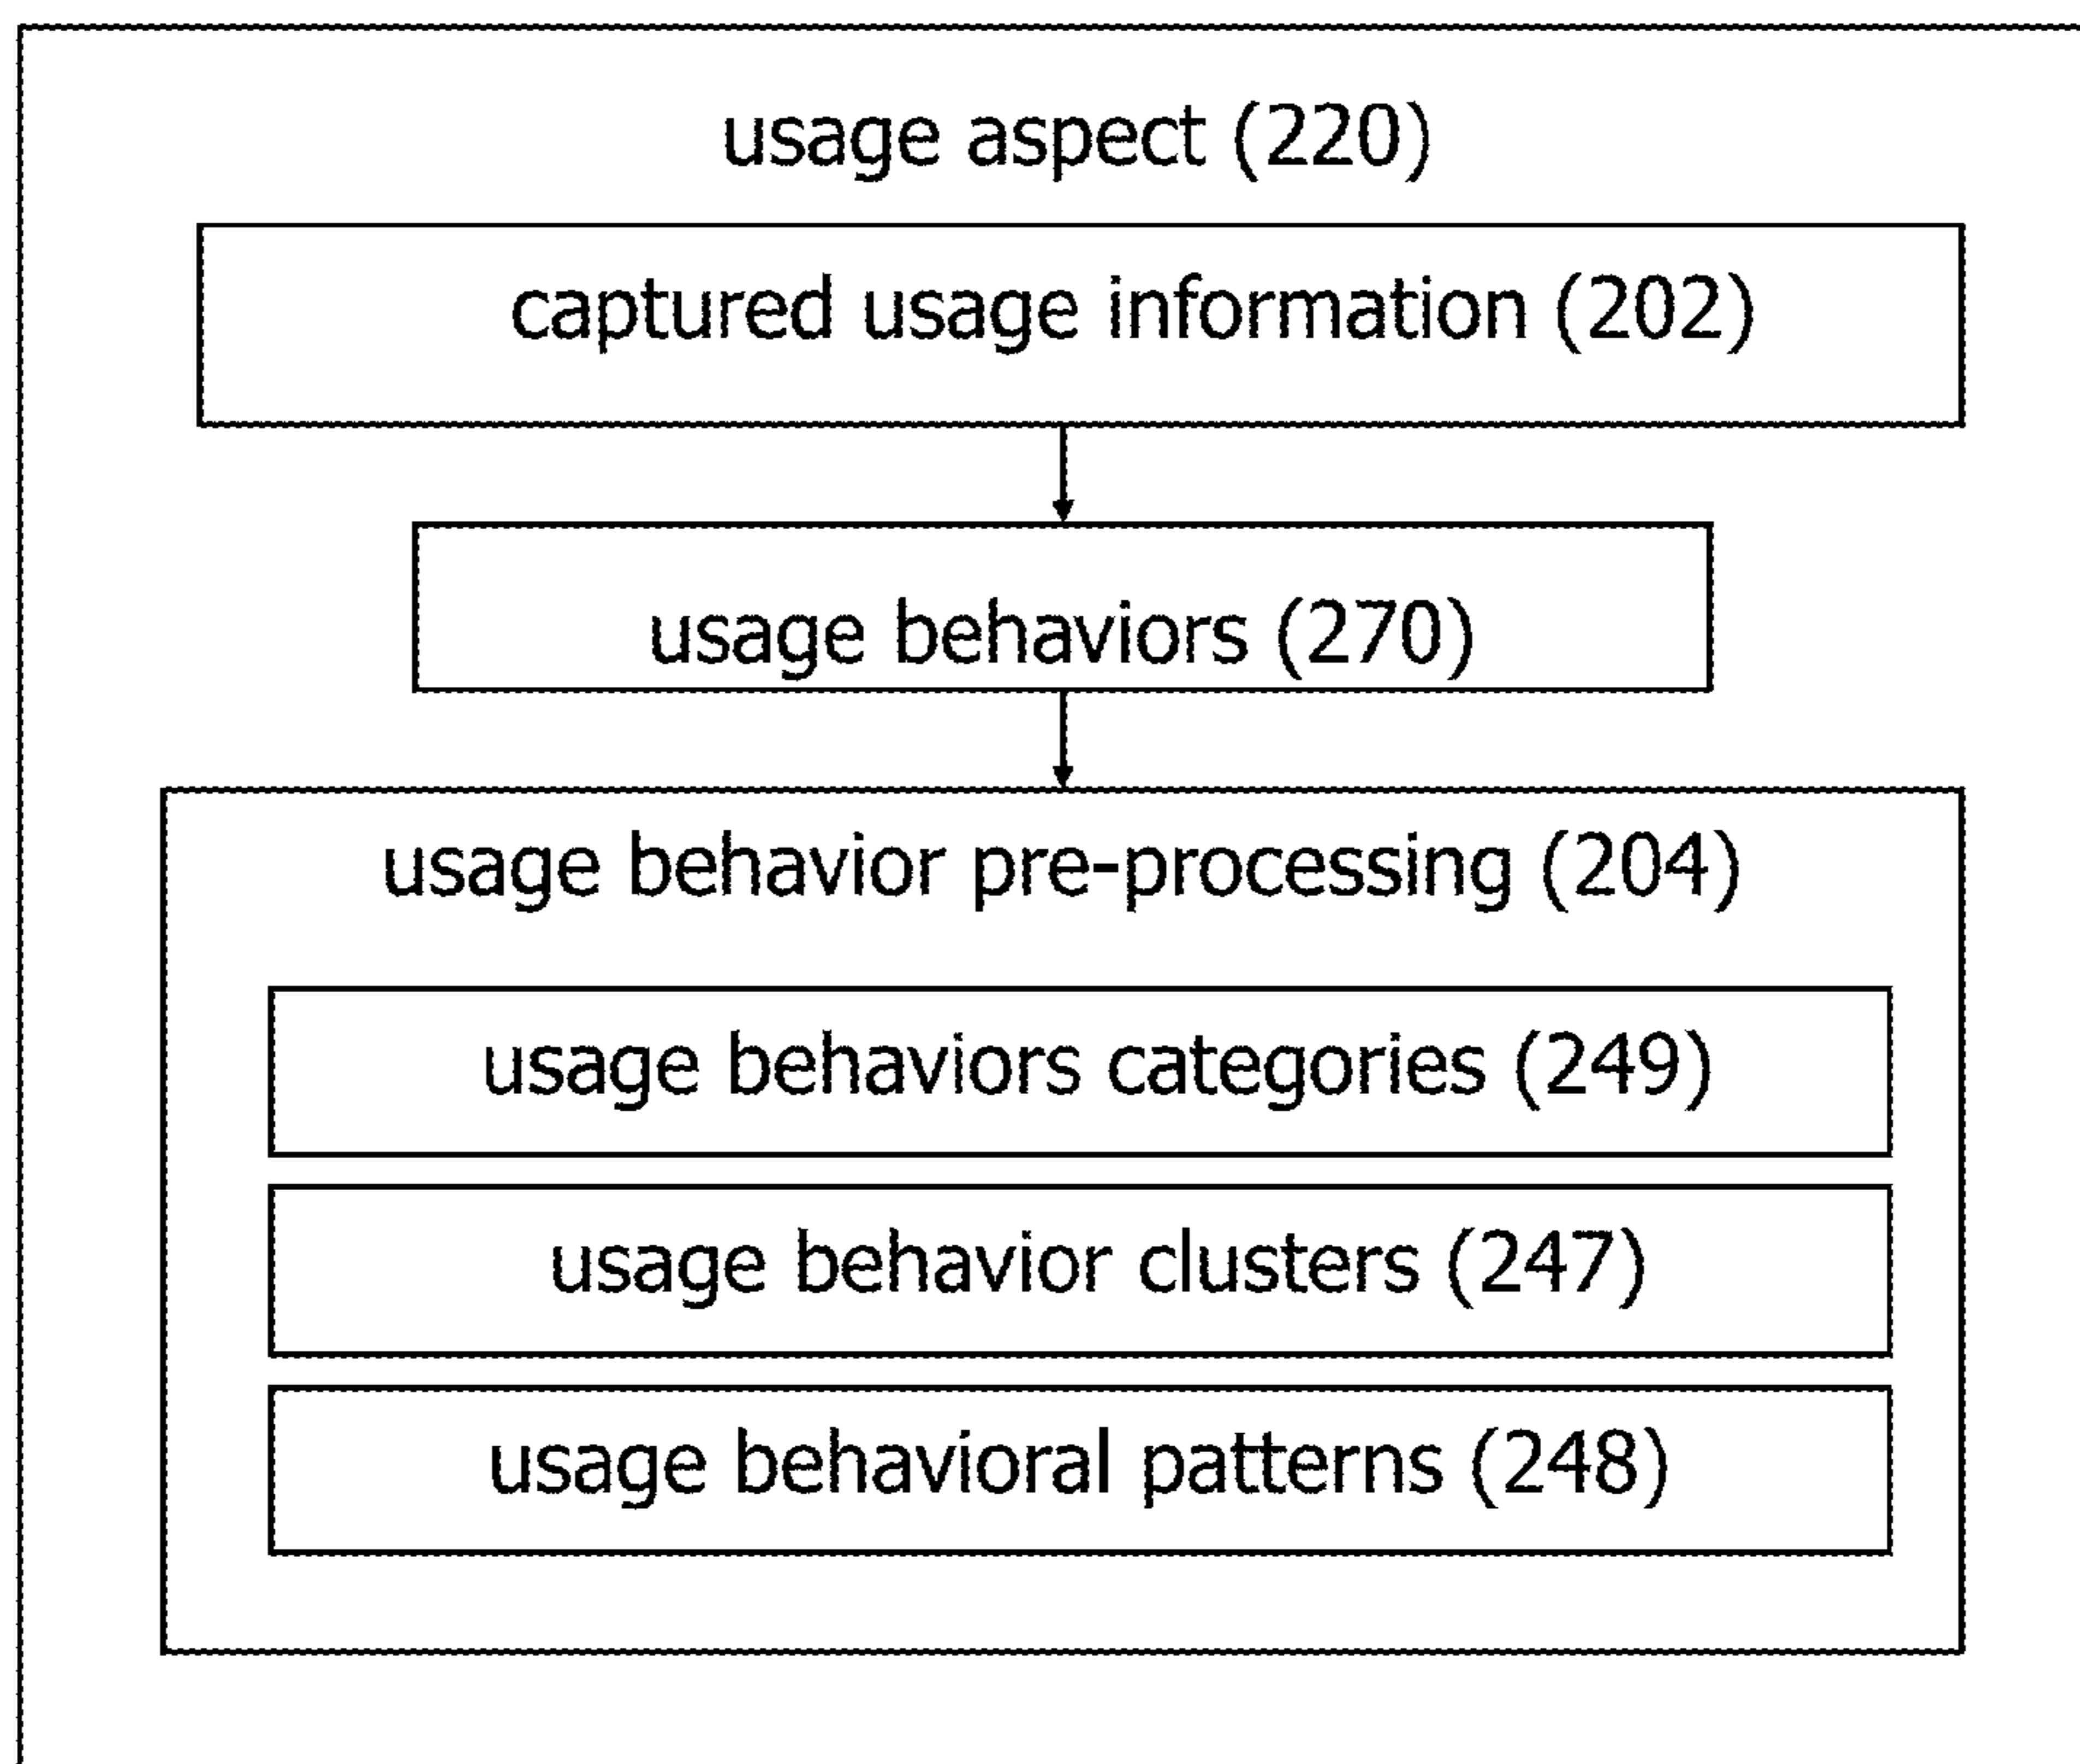 usage aspect (220)
captured usage information (202)
usage behaviors (270)
usage behavior pre-processing (204)
usage behaviors categories (249)
usage behavior clusters (247)
usage behavioral patterns (248)